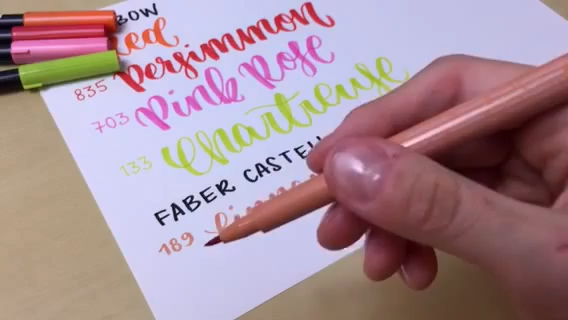 BOW
Red
835 Persimmon
703 Pink Rose
133 Chartreuse
FABER CASTELL
189